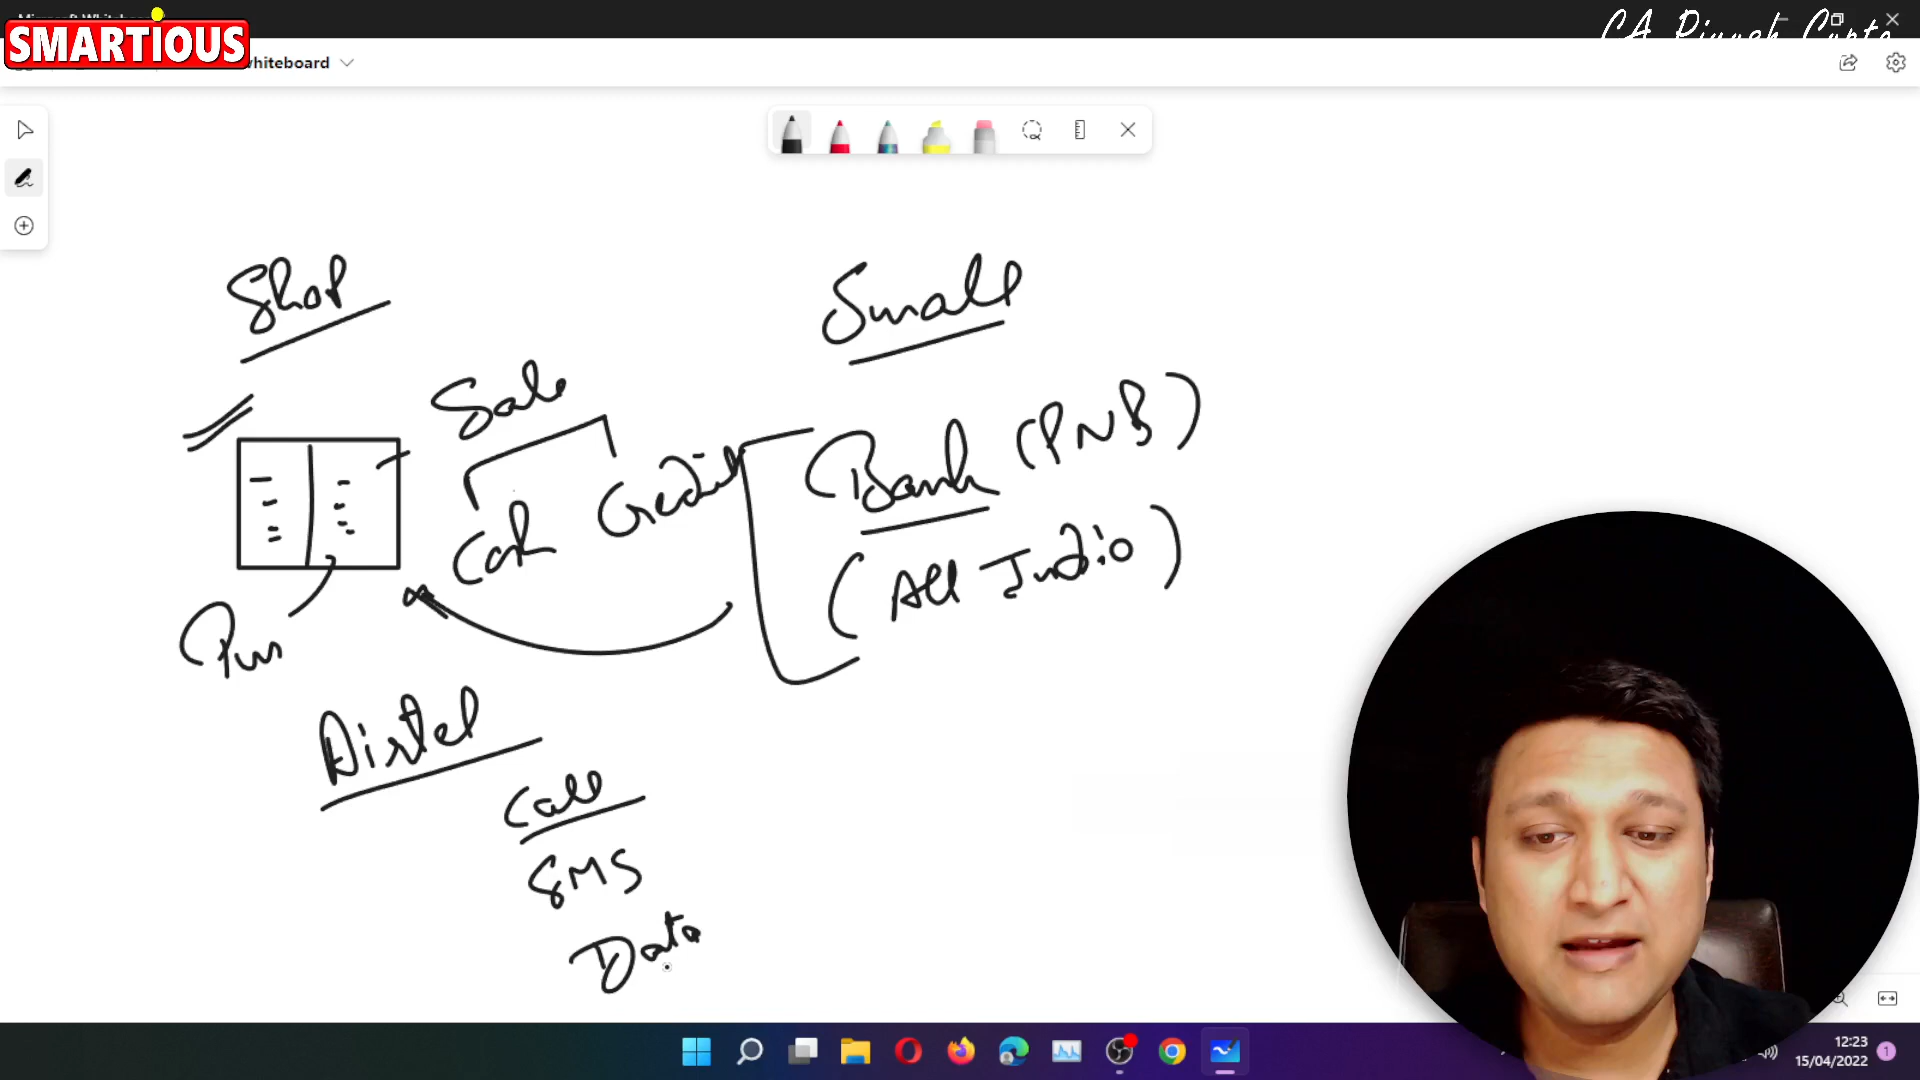 SMARTIOUS
Whiteboard
Shop
Small
Sale
Bank (PNB)
Cash Credit
(All India)
Pur
Airtel
Call
SMS
Data
12:23
15/04/2022
1